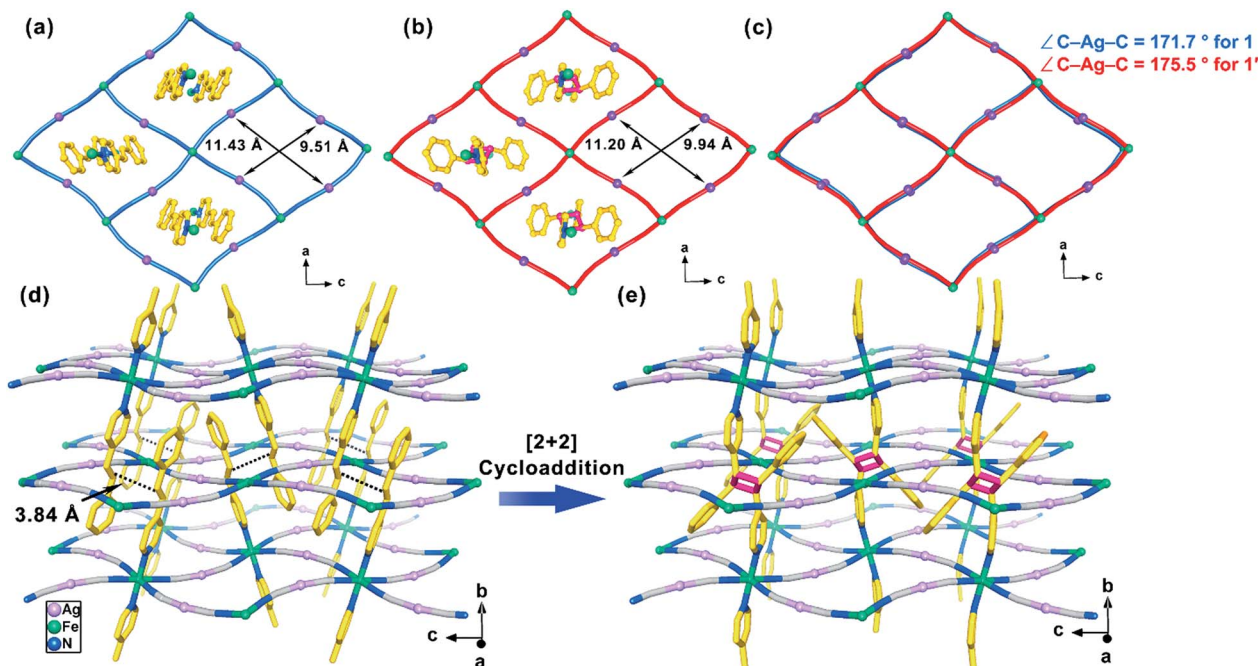 (a)
11.43 Å
9.51 Å
a
c
(b)
11.20 Å
9.94 Å
a
c
(c)
∠C–Ag–C = 171.7 ° for 1
∠C–Ag–C = 175.5 ° for 1'
a
c
(d)
3.84 Å
Ag
Fe
N
b
c
a
[2+2]
Cycloaddition
(e)
b
c
a